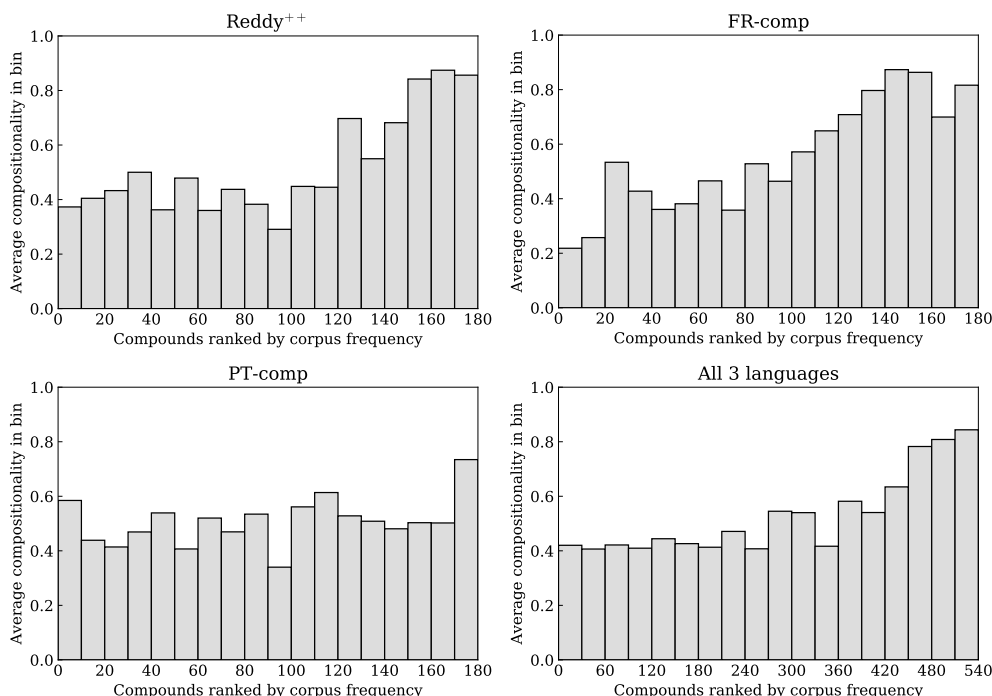 Reddy++
1.0
0.8
0.6
0.4
0.2
0.0
Average compositionality in bin
0 20 40 60 80 100 120 140 160 180
Compounds ranked by corpus frequency
FR-comp
1.0
0.8
0.6
0.4
0.2
0.0
Average compositionality in bin
0 20 40 60 80 100 120 140 160 180
Compounds ranked by corpus frequency
PT-comp
1.0
0.8
0.6
0.4
0.2
0.0
Average compositionality in bin
0 20 40 60 80 100 120 140 160 180
Compounds ranked by corpus frequency
All 3 languages
1.0
0.8
0.6
0.4
0.2
0.0
Average compositionality in bin
0 60 120 180 240 300 360 420 480 540
Compounds ranked by corpus frequency